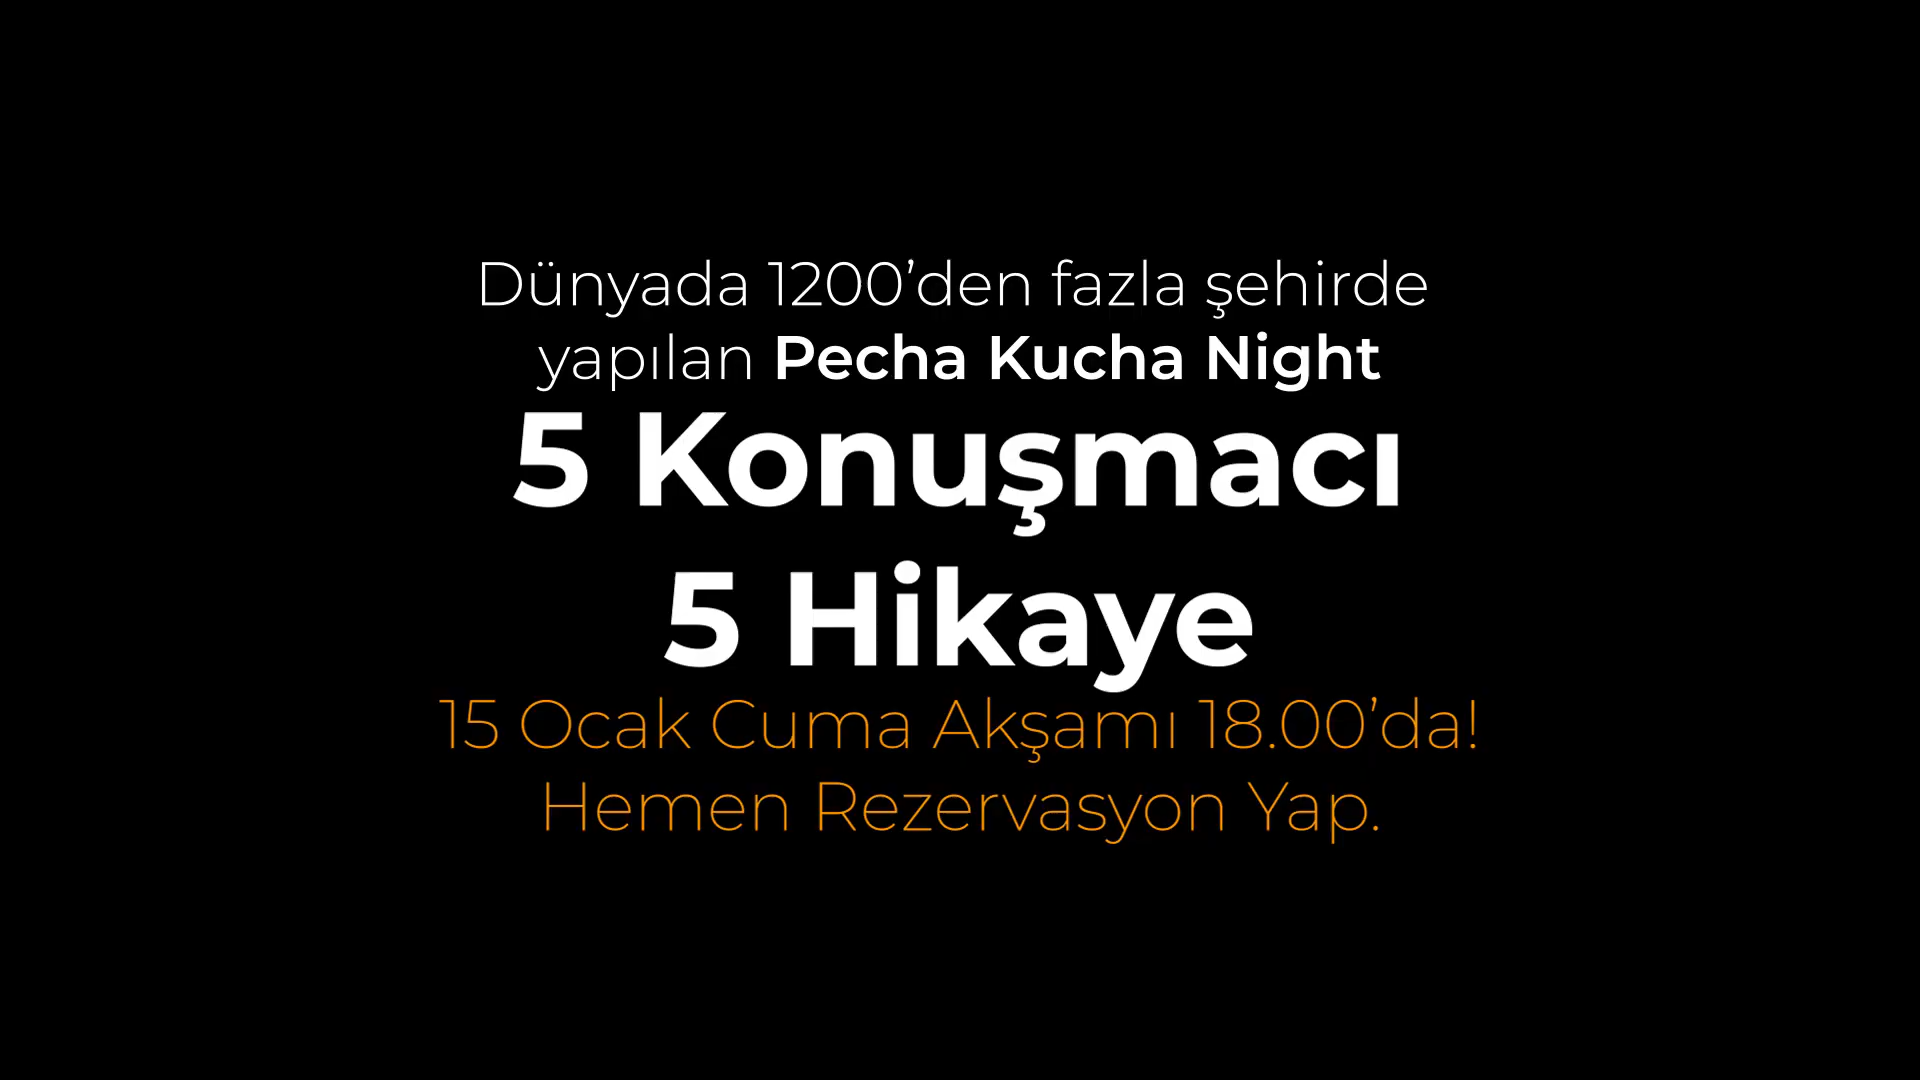 Dünyada 1200’den fazla şehirde
yapılan Pecha Kucha Night
5 Konuşmacı
5 Hikaye
15 Ocak Cuma Akşamı 18.00’da!
Hemen Rezervasyon Yap.